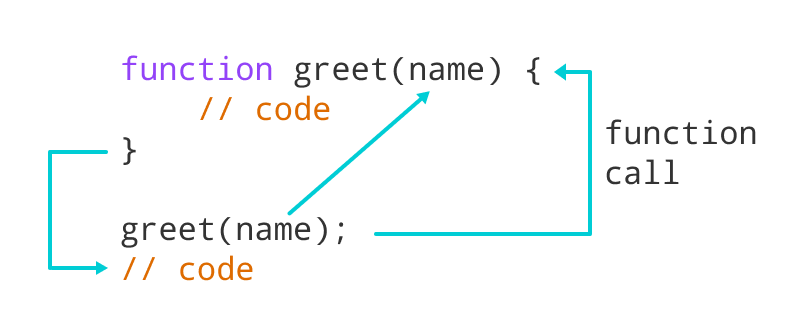 function greet(name) {
// code
}
function
call
greet(name);
// code